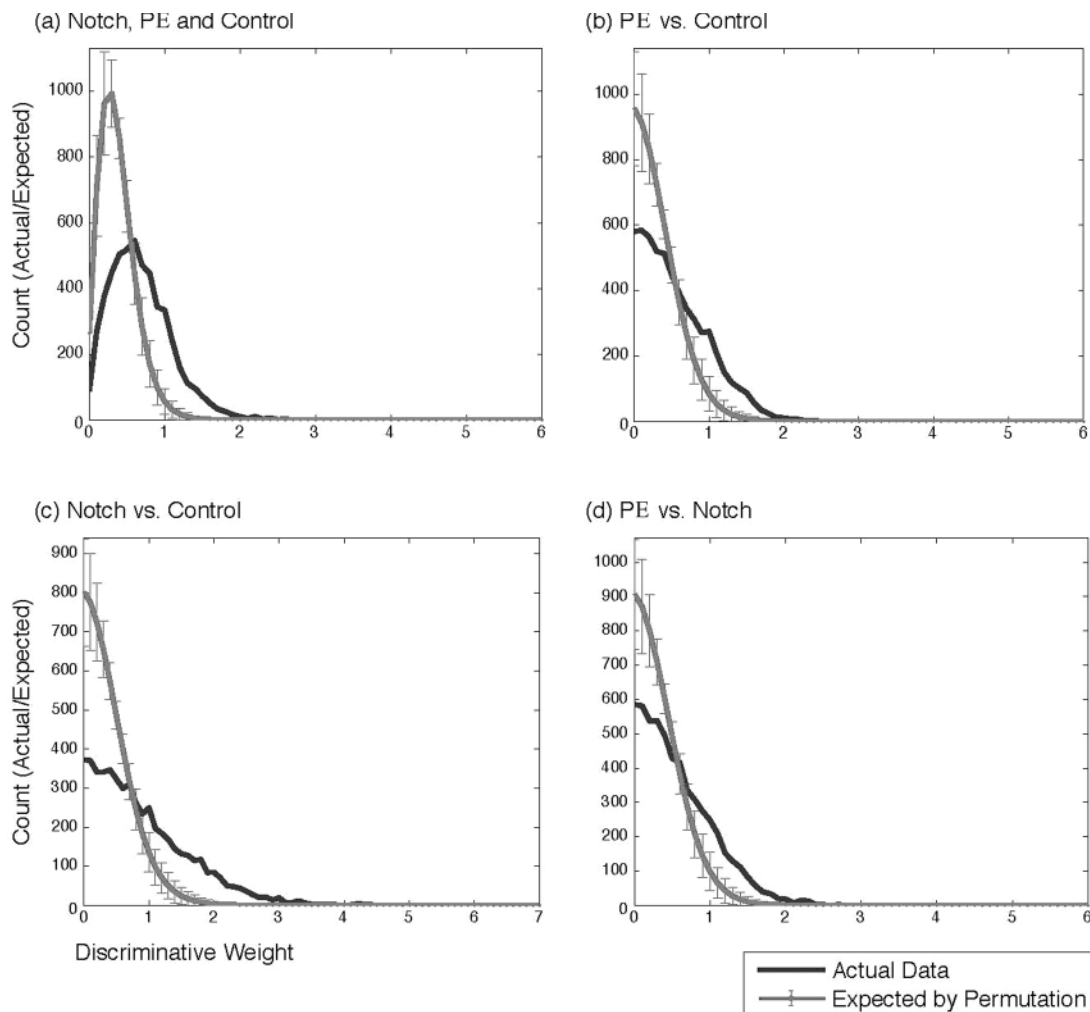 (a) Notch, PE and Control
1000
800
600
400
200
0
0 1 2 3 4 5 6
Count (Actual/Expected)
(b) PE vs. Control
1000
900
800
600
400
200
0
0 1 2 3 4 5 6
(c) Notch vs. Control
900
800
700
600
500
400
300
200
100
0
0 1 2 3 4 5 6 7
Count (Actual/Expected)
Discriminative Weight
(d) PE vs. Notch
1000
900
800
700
600
500
400
300
200
100
0
0 1 2 3 4 5 6
Actual Data
Expected by Permutation